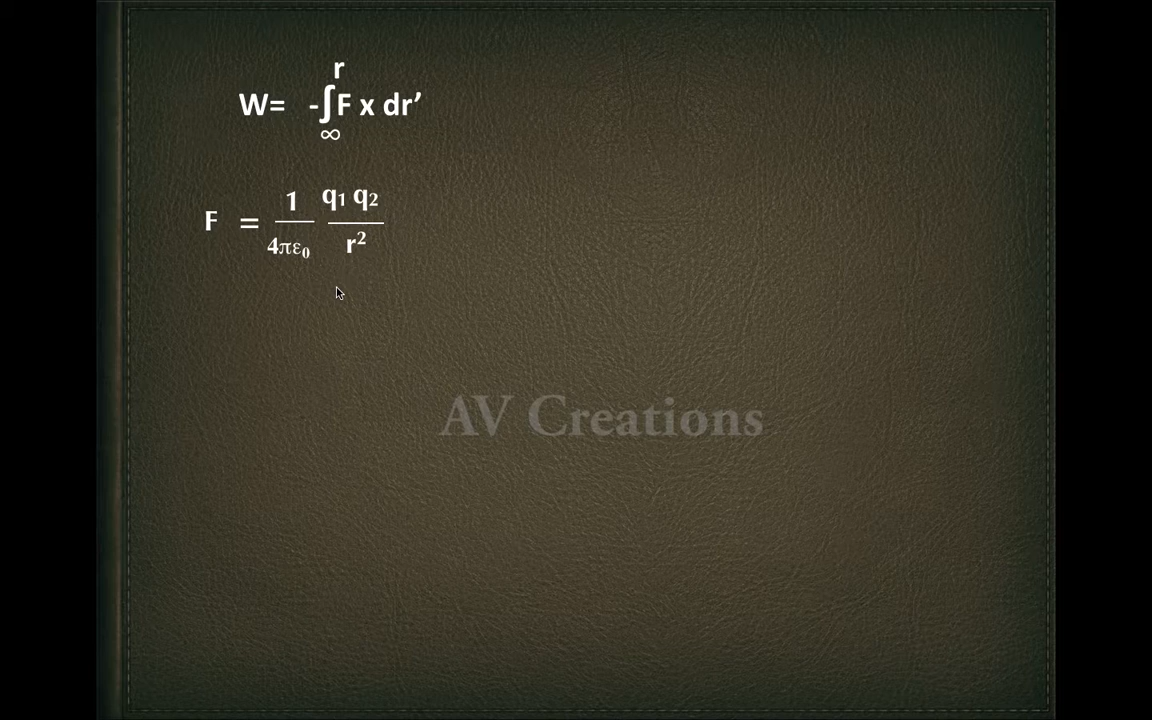 r
W= -∫F x dr’
∞
1 q₁ q₂
F =
4πε₀ r²
AV Creations